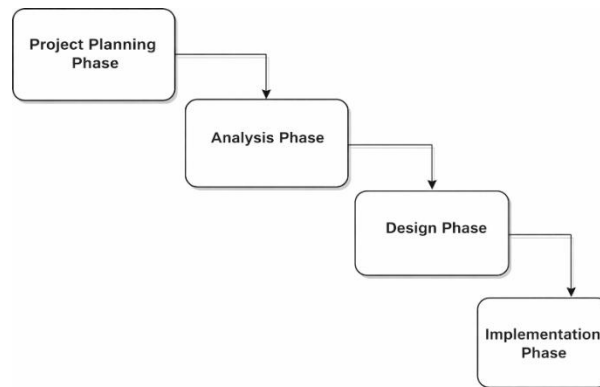 Project Planning
Phase
Analysis Phase
Design Phase
Implementation
Phase